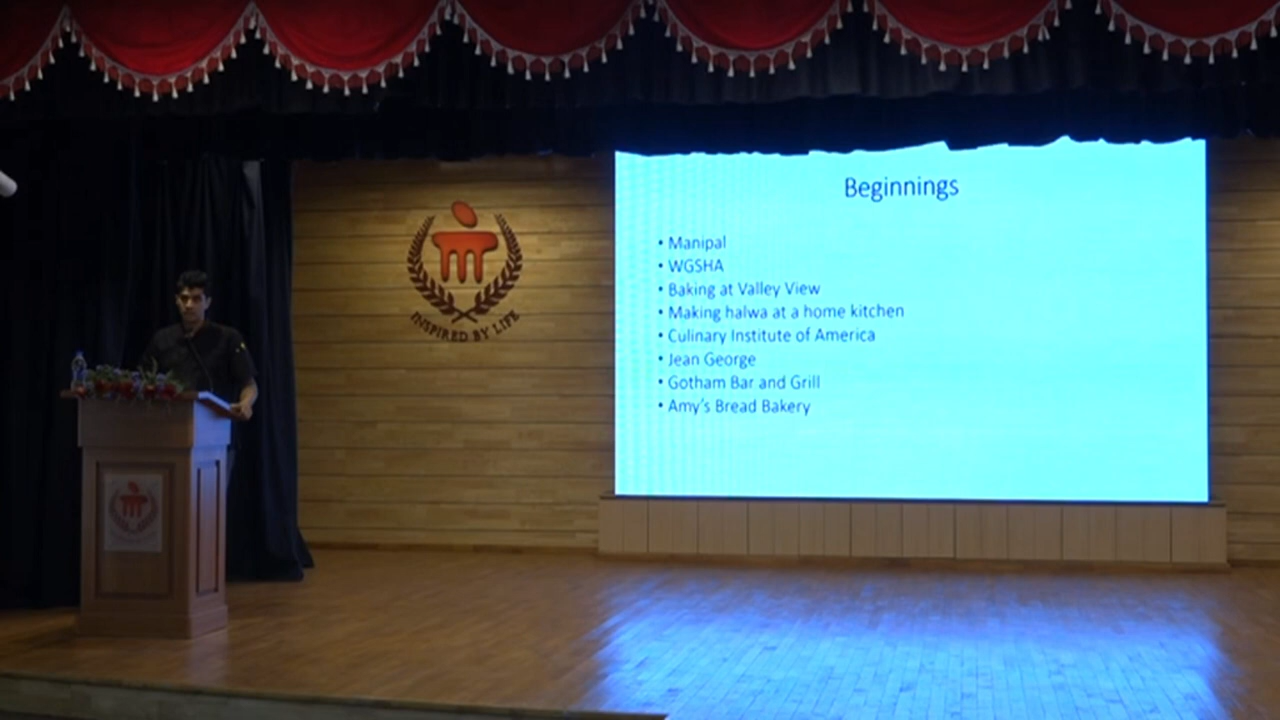 INSPIRED BY LIFE
Beginnings
• Manipal
• WGSHA
• Baking at Valley View
• Making halwa at a home kitchen
• Culinary Institute of America
• Jean George
• Gotham Bar and Grill
• Amy's Bread Bakery